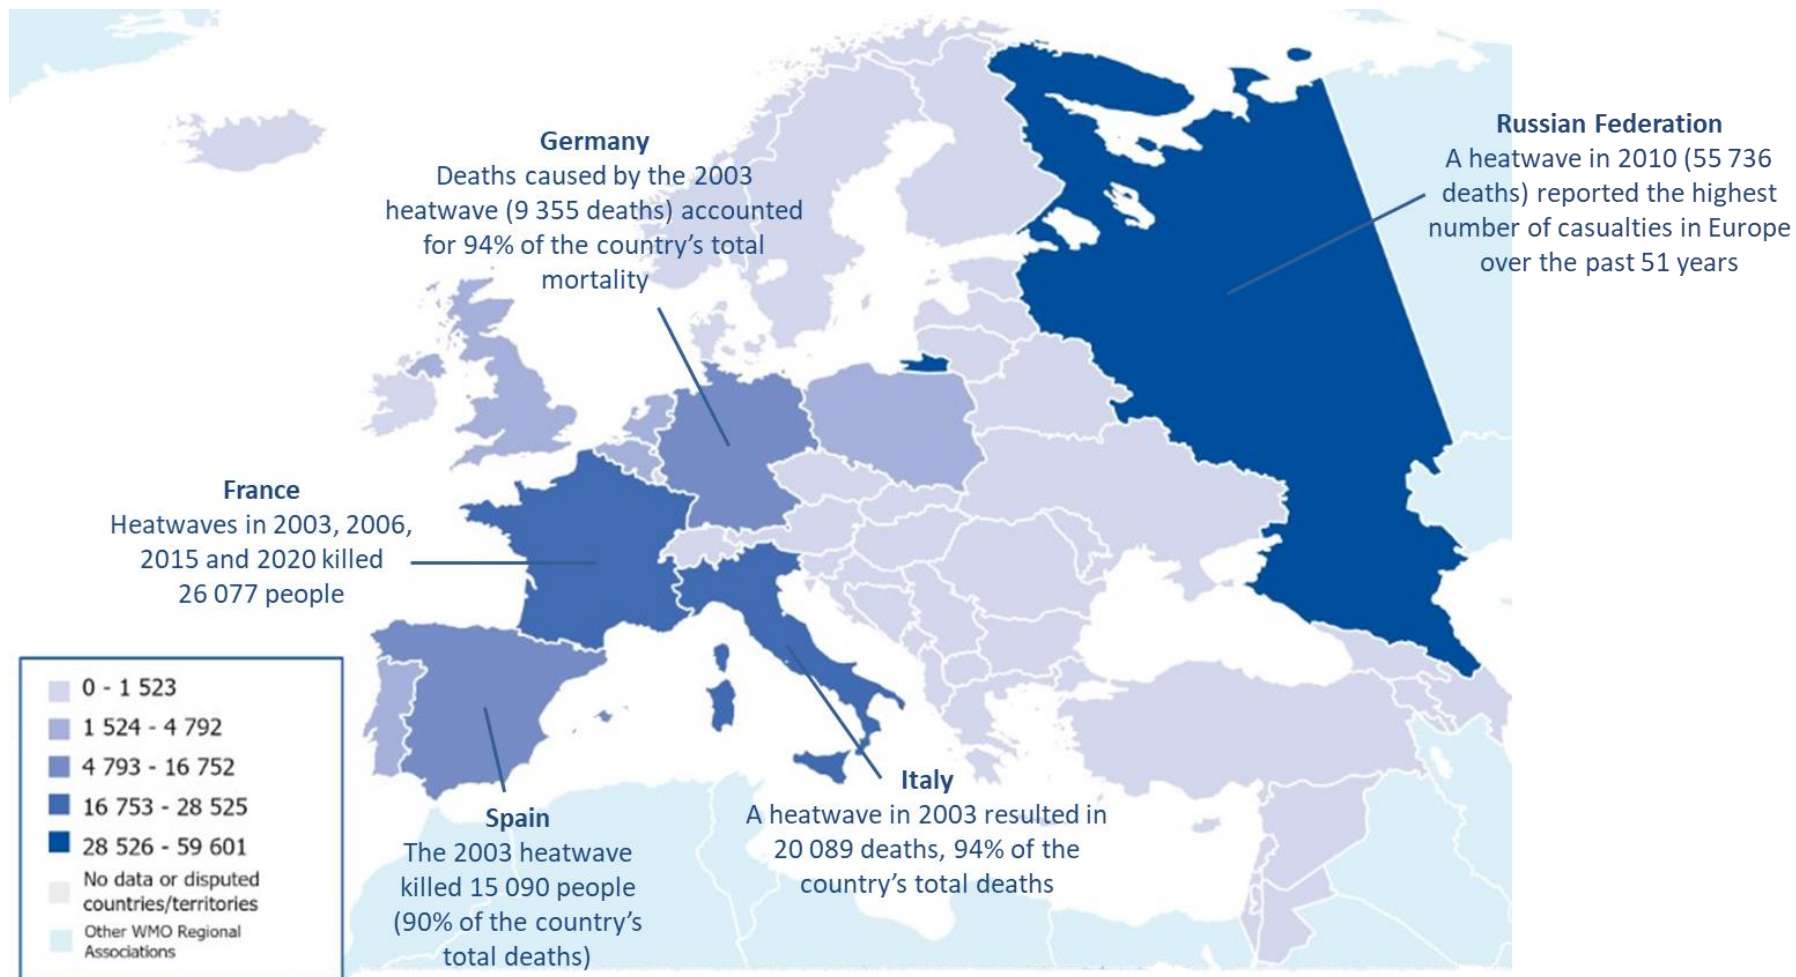 Germany
Deaths caused by the 2003
heatwave (9 355 deaths) accounted
for 94% of the country’s total
mortality
Russian Federation
A heatwave in 2010 (55 736
deaths) reported the highest
number of casualties in Europe
over the past 51 years
France
Heatwaves in 2003, 2006,
2015 and 2020 killed
26 077 people
Italy
A heatwave in 2003 resulted in
20 089 deaths, 94% of the
country’s total deaths
Spain
The 2003 heatwave
killed 15 090 people
(90% of the country’s
total deaths)
0 - 1 523
1 524 - 4 792
4 793 - 16 752
16 753 - 28 525
28 526 - 59 601
No data or disputed
countries/territories
Other WMO Regional
Associations